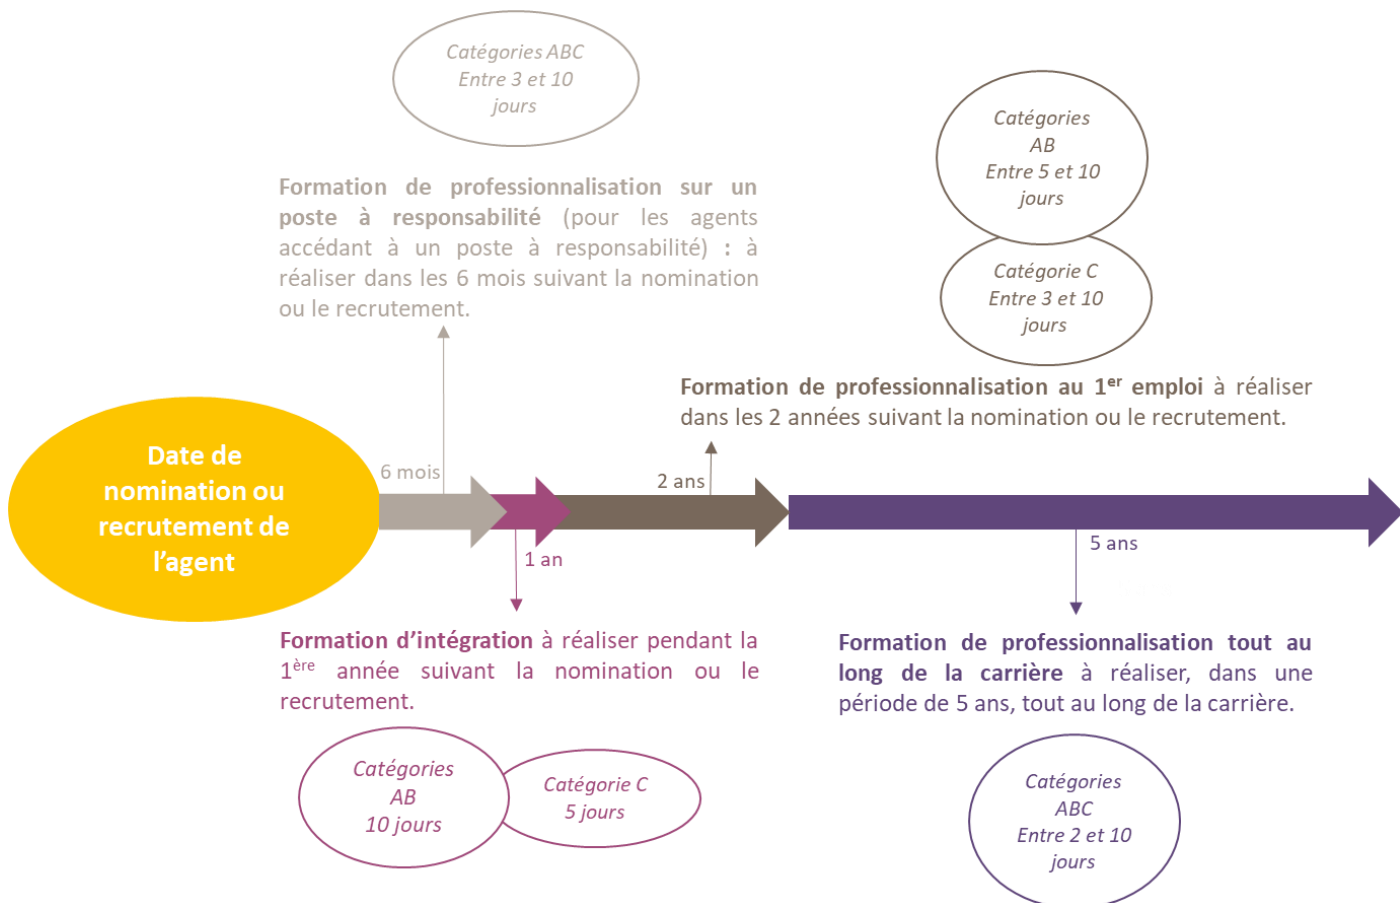 Catégories ABC
Entre 3 et 10
jours
Catégories
AB
Entre 5 et 10
jours
Catégorie C
Entre 3 et 10
jours
Formation de professionnalisation sur un
poste à responsabilité (pour les agents
accédant à un poste à responsabilité) : à
réaliser dans les 6 mois suivant la nomination
ou le recrutement.
Formation de professionnalisation au 1er emploi à réaliser
dans les 2 années suivant la nomination ou le recrutement.
Date de
nomination ou
recrutement de
l’agent
6 mois
2 ans
1 an
5 ans
Formation d’intégration à réaliser pendant la
1ère année suivant la nomination ou le
recrutement.
Catégories
AB
10 jours
Catégorie C
5 jours
Formation de professionnalisation tout au
long de la carrière à réaliser, dans une
période de 5 ans, tout au long de la carrière.
Catégories
ABC
Entre 2 et 10
jours